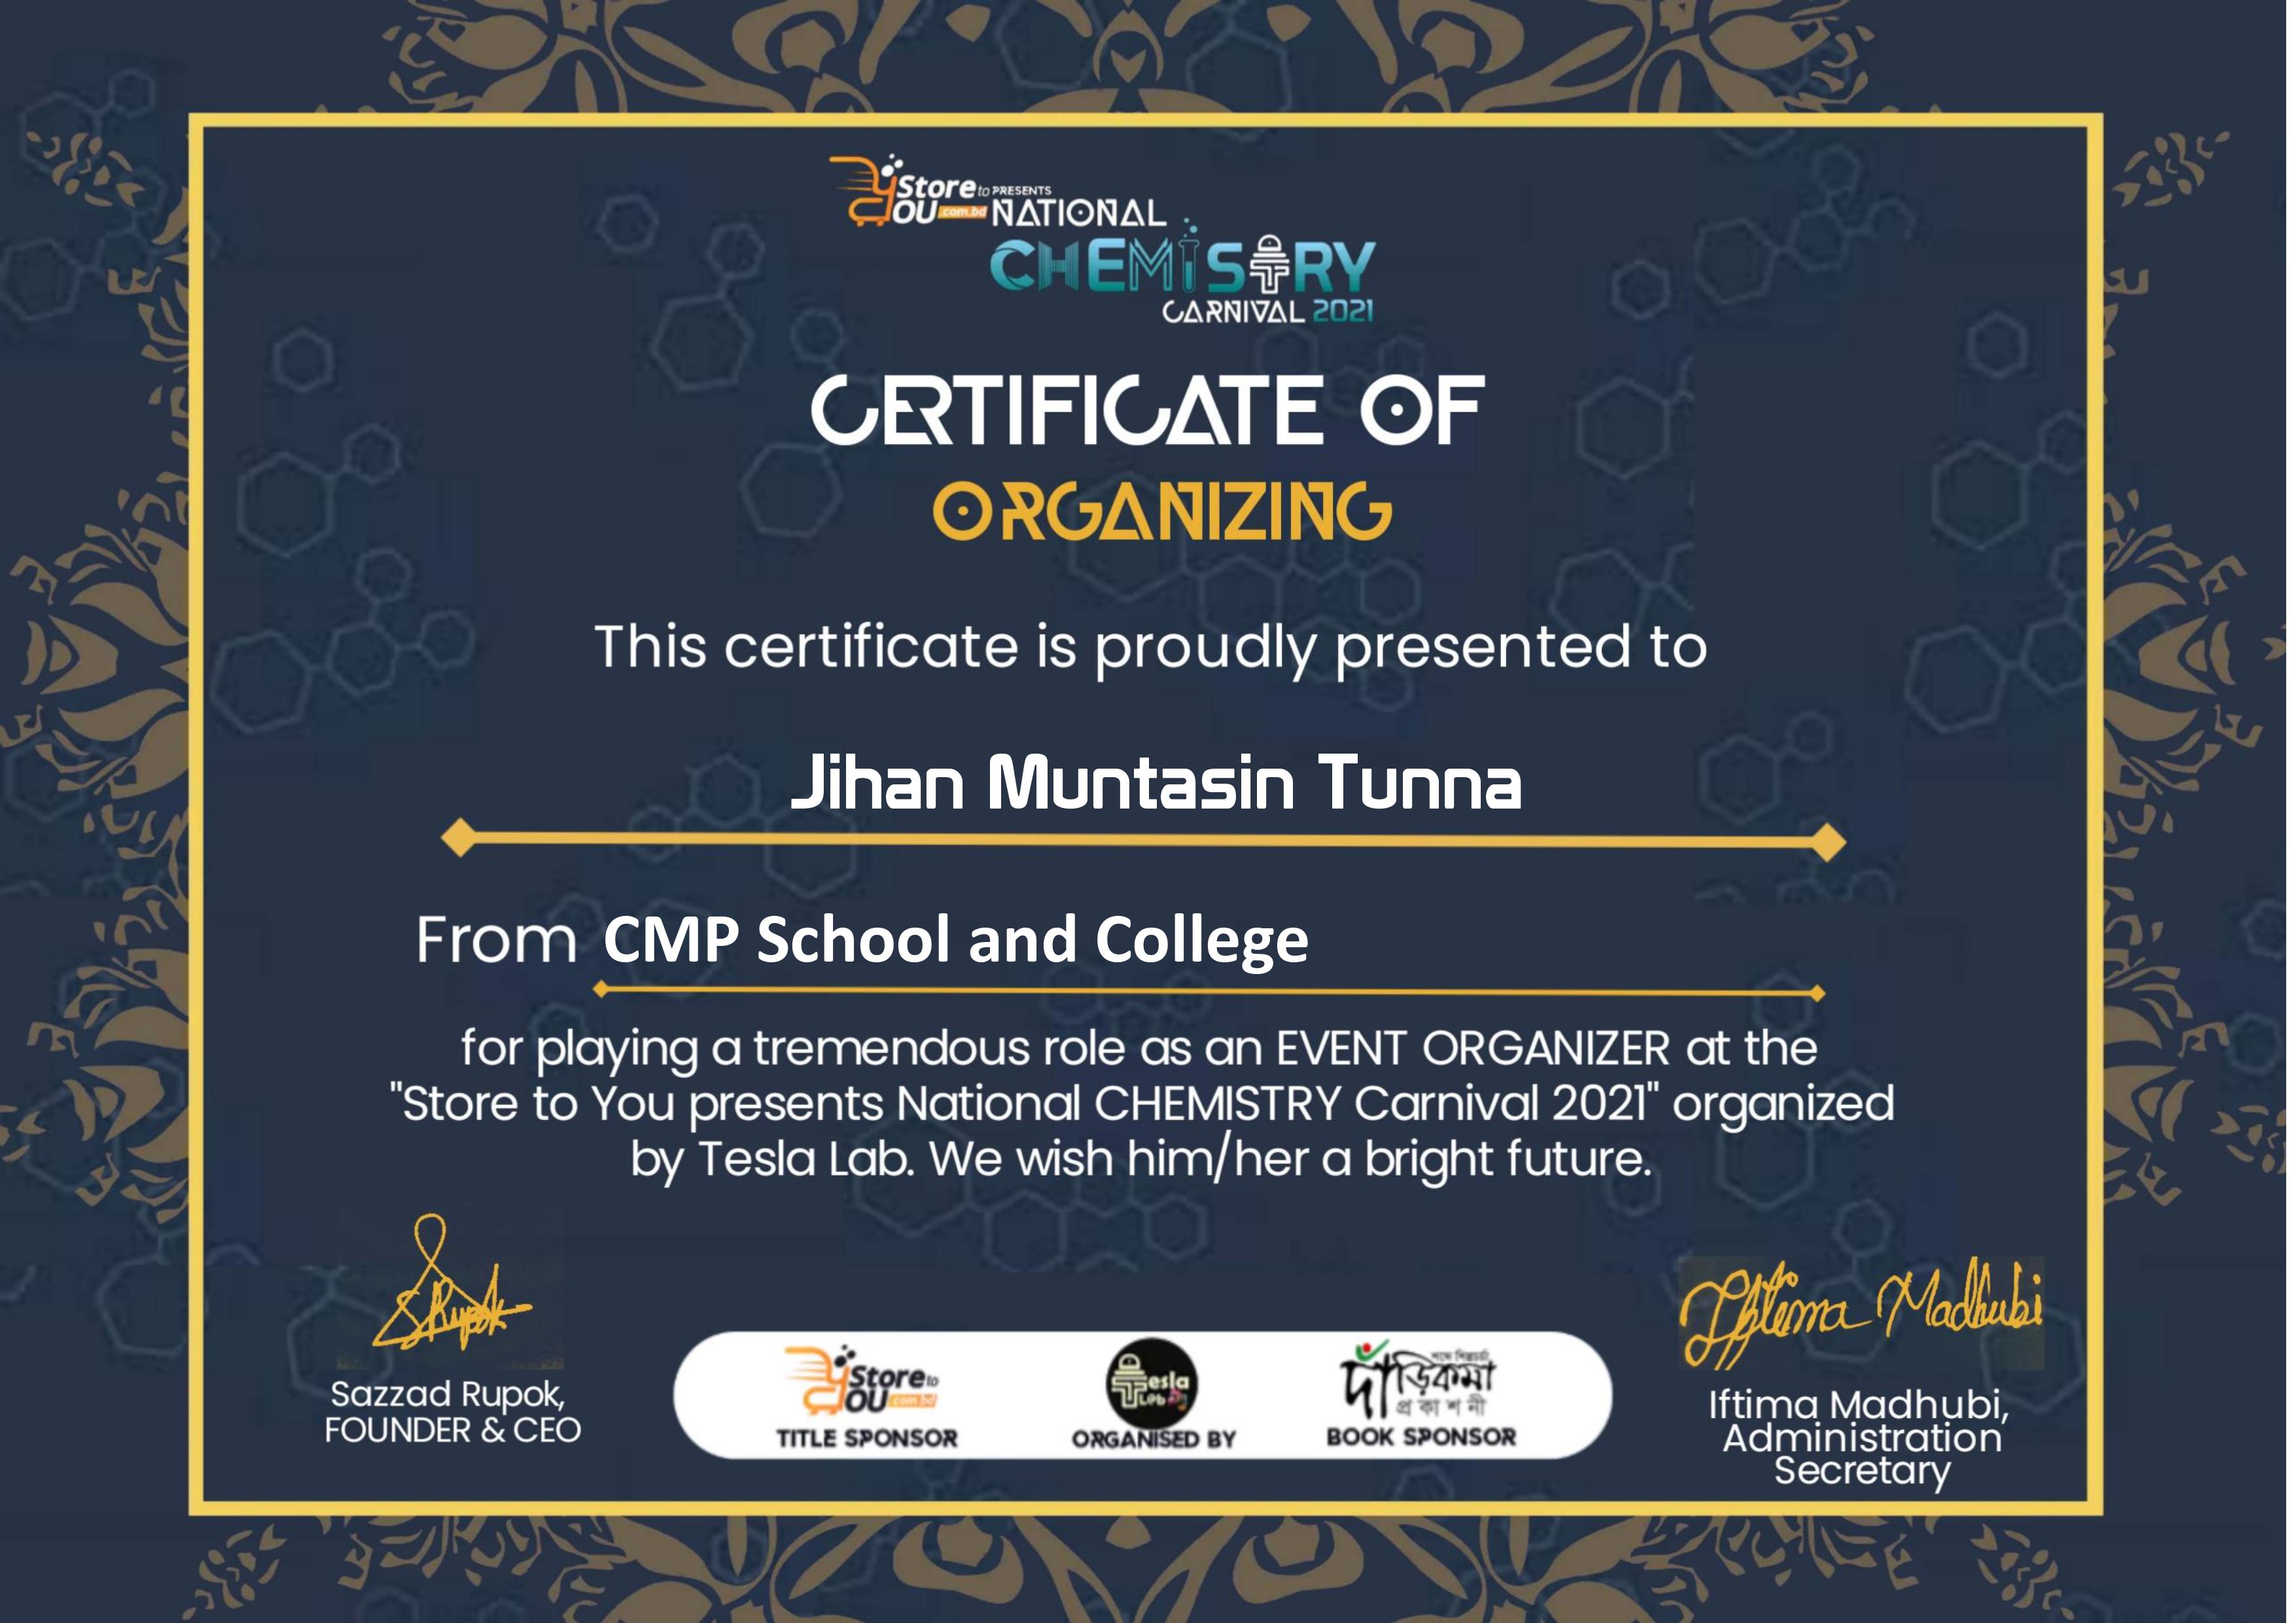 Store to PRESENTS
YOU .com.bd NATIONAL
CHEMISTRY
CARNIVAL 2021
CERTIFICATE OF
ORGANIZING
This certificate is proudly presented to
Jihan Muntasin Tunna
From CMP School and College
for playing a tremendous role as an EVENT ORGANIZER at the
"Store to You presents National CHEMISTRY Carnival 2021" organized
by Tesla Lab. We wish him/her a bright future.
SRupok
Iftima Madhubi
Sazzad Rupok,
FOUNDER & CEO
Store to
YOU .com.bd
TITLE SPONSOR
Tesla
Lab
ORGANISED BY
দাঁড়িকমা
প্রকাশনী
BOOK SPONSOR
Iftima Madhubi,
Administration
Secretary